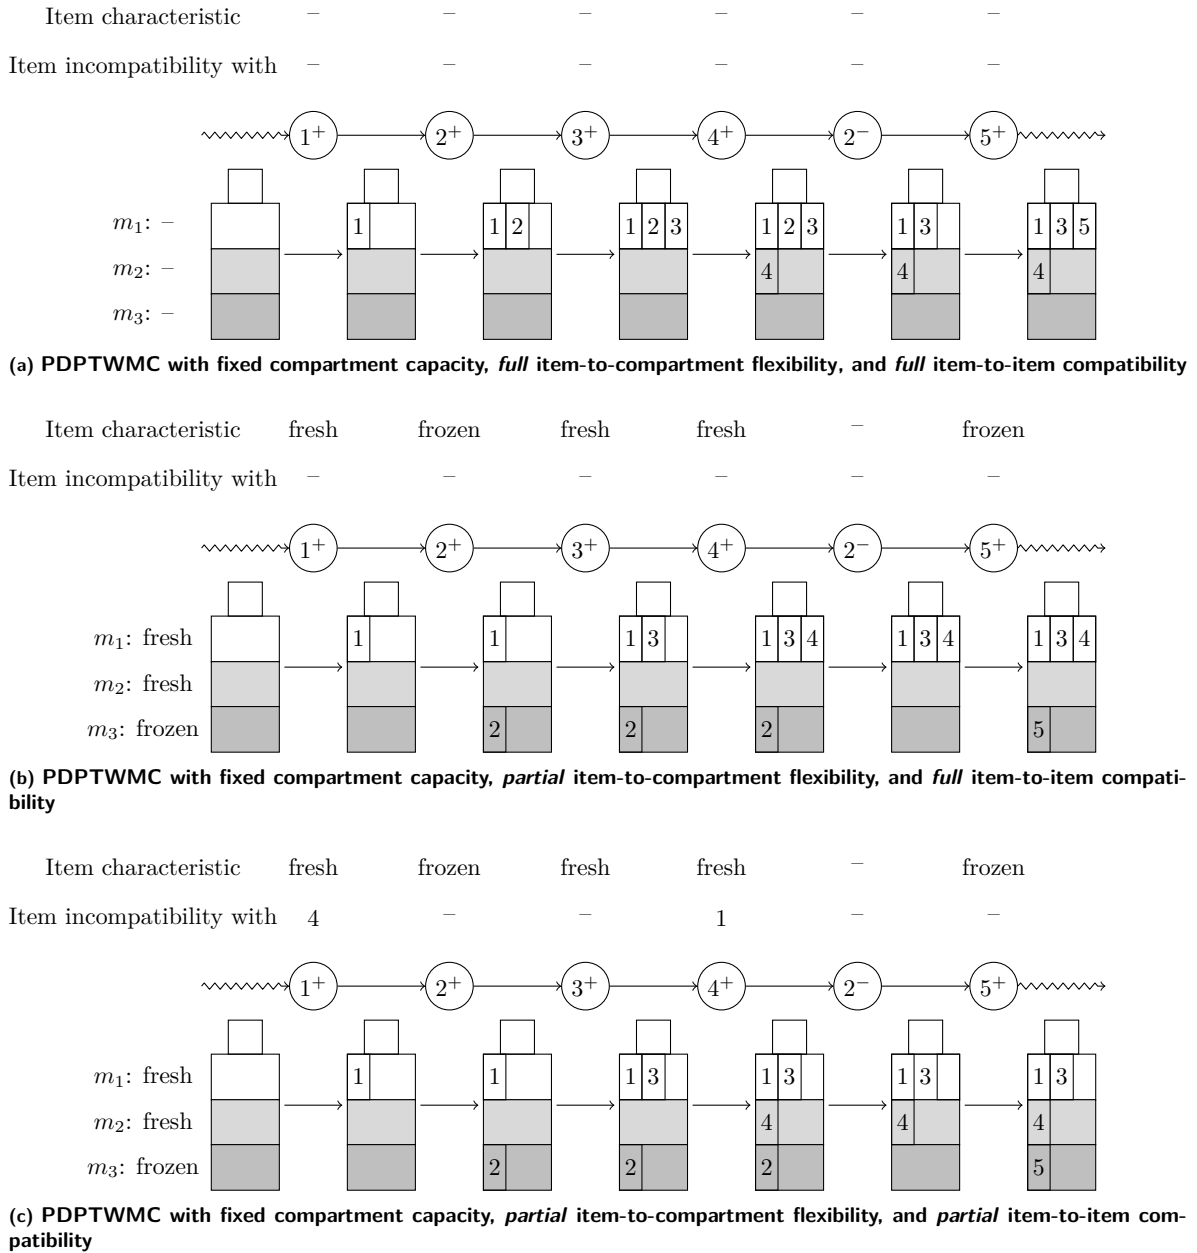 Item characteristic – – – – – –
Item incompatibility with – – – – – –
1⁺ 2⁺ 3⁺ 4⁺ 2⁻ 5⁺
m₁: – 1 1 2 1 2 3 1 2 3 1 3 1 3 5
m₂: – 4 4 4
m₃: –
(a) PDPTWMC with fixed compartment capacity, full item-to-compartment flexibility, and full item-to-item compatibility
Item characteristic fresh frozen fresh fresh – frozen
Item incompatibility with – – – – – –
1⁺ 2⁺ 3⁺ 4⁺ 2⁻ 5⁺
m₁: fresh 1 1 1 3 1 3 4 1 3 4 1 3 4
m₂: fresh
m₃: frozen 2 2 2 5
(b) PDPTWMC with fixed compartment capacity, partial item-to-compartment flexibility, and full item-to-item compati-
bility
Item characteristic fresh frozen fresh fresh – frozen
Item incompatibility with 4 – – 1 – –
1⁺ 2⁺ 3⁺ 4⁺ 2⁻ 5⁺
m₁: fresh 1 1 1 3 1 3 1 3 1 3
m₂: fresh 4 4 4
m₃: frozen 2 2 2 5
(c) PDPTWMC with fixed compartment capacity, partial item-to-compartment flexibility, and partial item-to-item com-
patibility